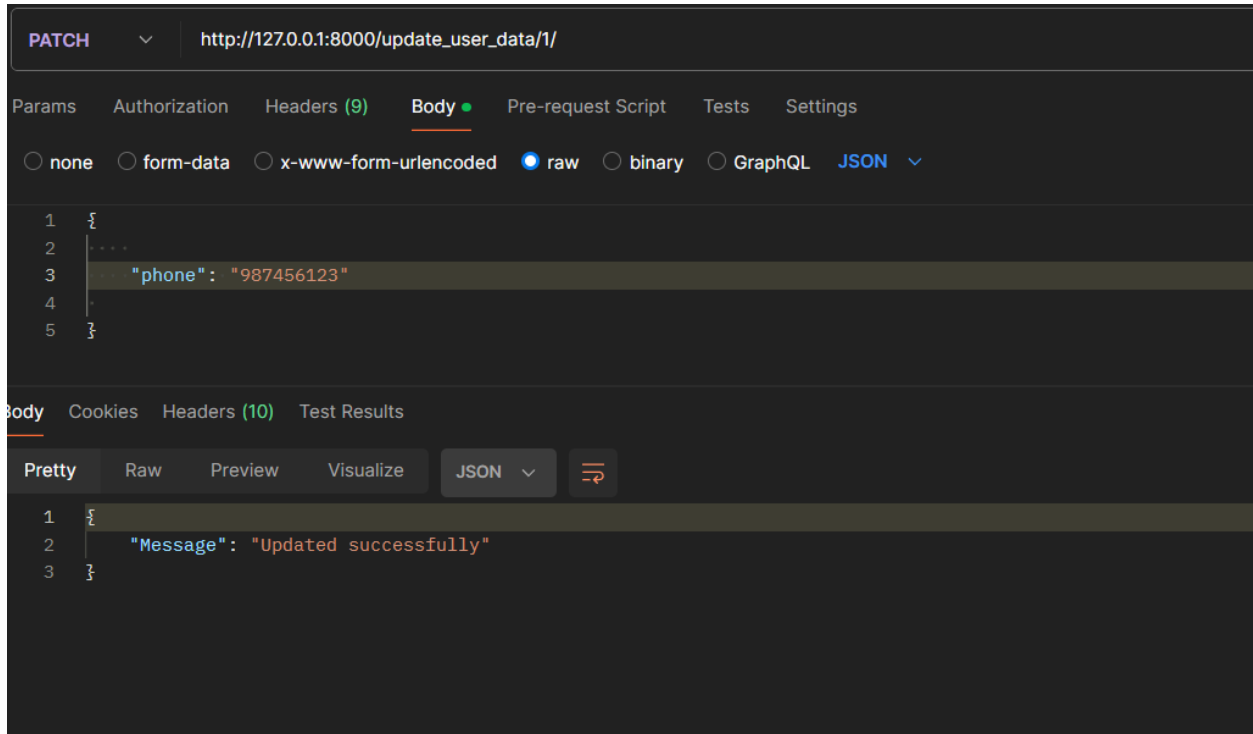 PATCH http://127.0.0.1:8000/update_user_data/1/
Params Authorization Headers (9) Body Pre-request Script Tests Settings
none form-data x-www-form-urlencoded raw binary GraphQL JSON
1 {
2
3 "phone": "987456123"
4
5 }
Body Cookies Headers (10) Test Results
Pretty Raw Preview Visualize JSON
1 {
2 "Message": "Updated successfully"
3 }